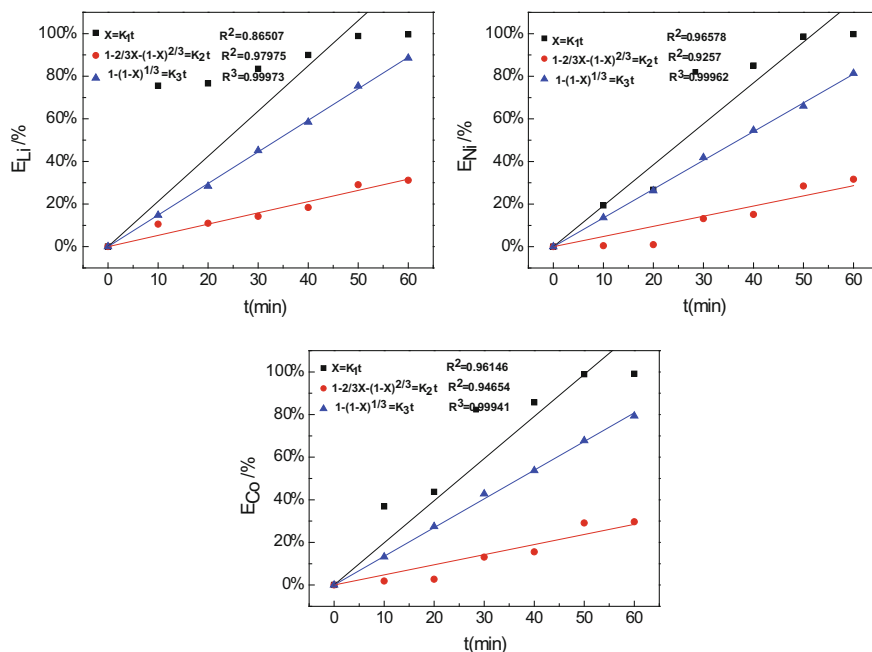 X=K₁t R²=0.86507
1-2/3X-(1-X)^2/3=K₂t R²=0.97975
1-(1-X)^1/3=K₃t R³=0.99973
100%
80%
60%
40%
20%
0%
E_Li/%
0 10 20 30 40 50 60
t(min)
X=K₁t R²=0.96578
1-2/3X-(1-X)^2/3=K₂t R²=0.9257
1-(1-X)^1/3=K₃t R³=0.99962
100%
80%
60%
40%
20%
0%
E_Ni/%
0 10 20 30 40 50 60
t(min)
X=K₁t R²=0.96146
1-2/3X-(1-X)^2/3=K₂t R²=0.94654
1-(1-X)^1/3=K₃t R³=0.99941
100%
80%
60%
40%
20%
0%
E_Co/%
0 10 20 30 40 50 60
t(min)